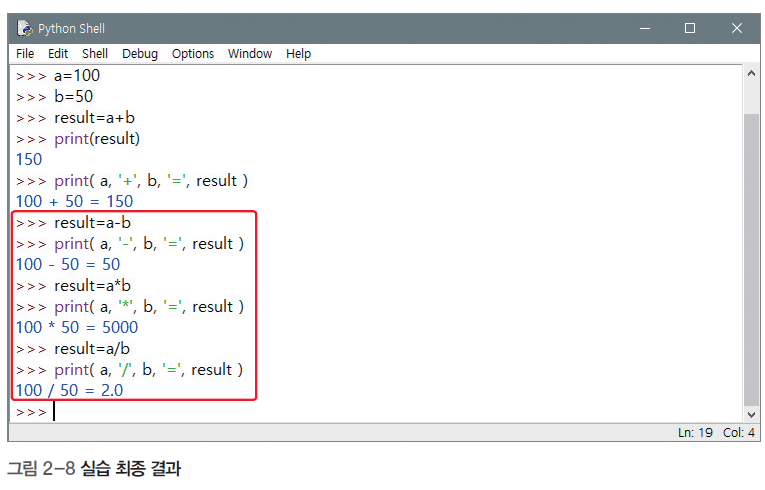 Python Shell
File Edit Shell Debug Options Window Help
>>> a=100
>>> b=50
>>> result=a+b
>>> print(result)
150
>>> print( a, '+', b, '=', result )
100 + 50 = 150
>>> result=a-b
>>> print( a, '-', b, '=', result )
100 - 50 = 50
>>> result=a*b
>>> print( a, '*', b, '=', result )
100 * 50 = 5000
>>> result=a/b
>>> print( a, '/', b, '=', result )
100 / 50 = 2.0
>>>
Ln: 19 Col: 4
그림 2-8 실습 최종 결과